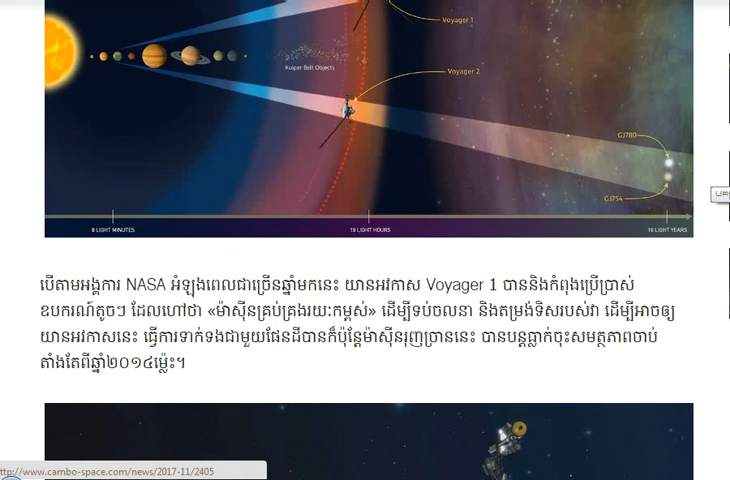 Voyager 1
Kuiper Belt Objects
Voyager 2
GJ780
GJ754
8 LIGHT MINUTES
19 LIGHT HOURS
19 LIGHT YEARS
បើតាមអង្គការ NASA អំឡុងពេលជាច្រើនឆ្នាំមកនេះ យានអវកាស Voyager 1 បាននិងកំពុងប្រើប្រាស់
ឧបករណ៍តូចៗ ដែលហៅថា «ម៉ាស៊ីនគ្រប់គ្រងរយៈកម្ពស់» ដើម្បីទប់ចលនា និងតម្រង់ទិសរបស់វា ដើម្បីអាចឲ្យ
យានអវកាសនេះ ធ្វើការទាក់ទងជាមួយផែនដីបានក៏ប៉ុន្តែម៉ាស៊ីនរុញច្រាននេះ បានបន្តធ្លាក់ចុះសមត្ថភាពចាប់
តាំងតែពីឆ្នាំ២០១៤ម្ល៉េះ។
ttp://www.cambo-space.com/news/2017-11/2405